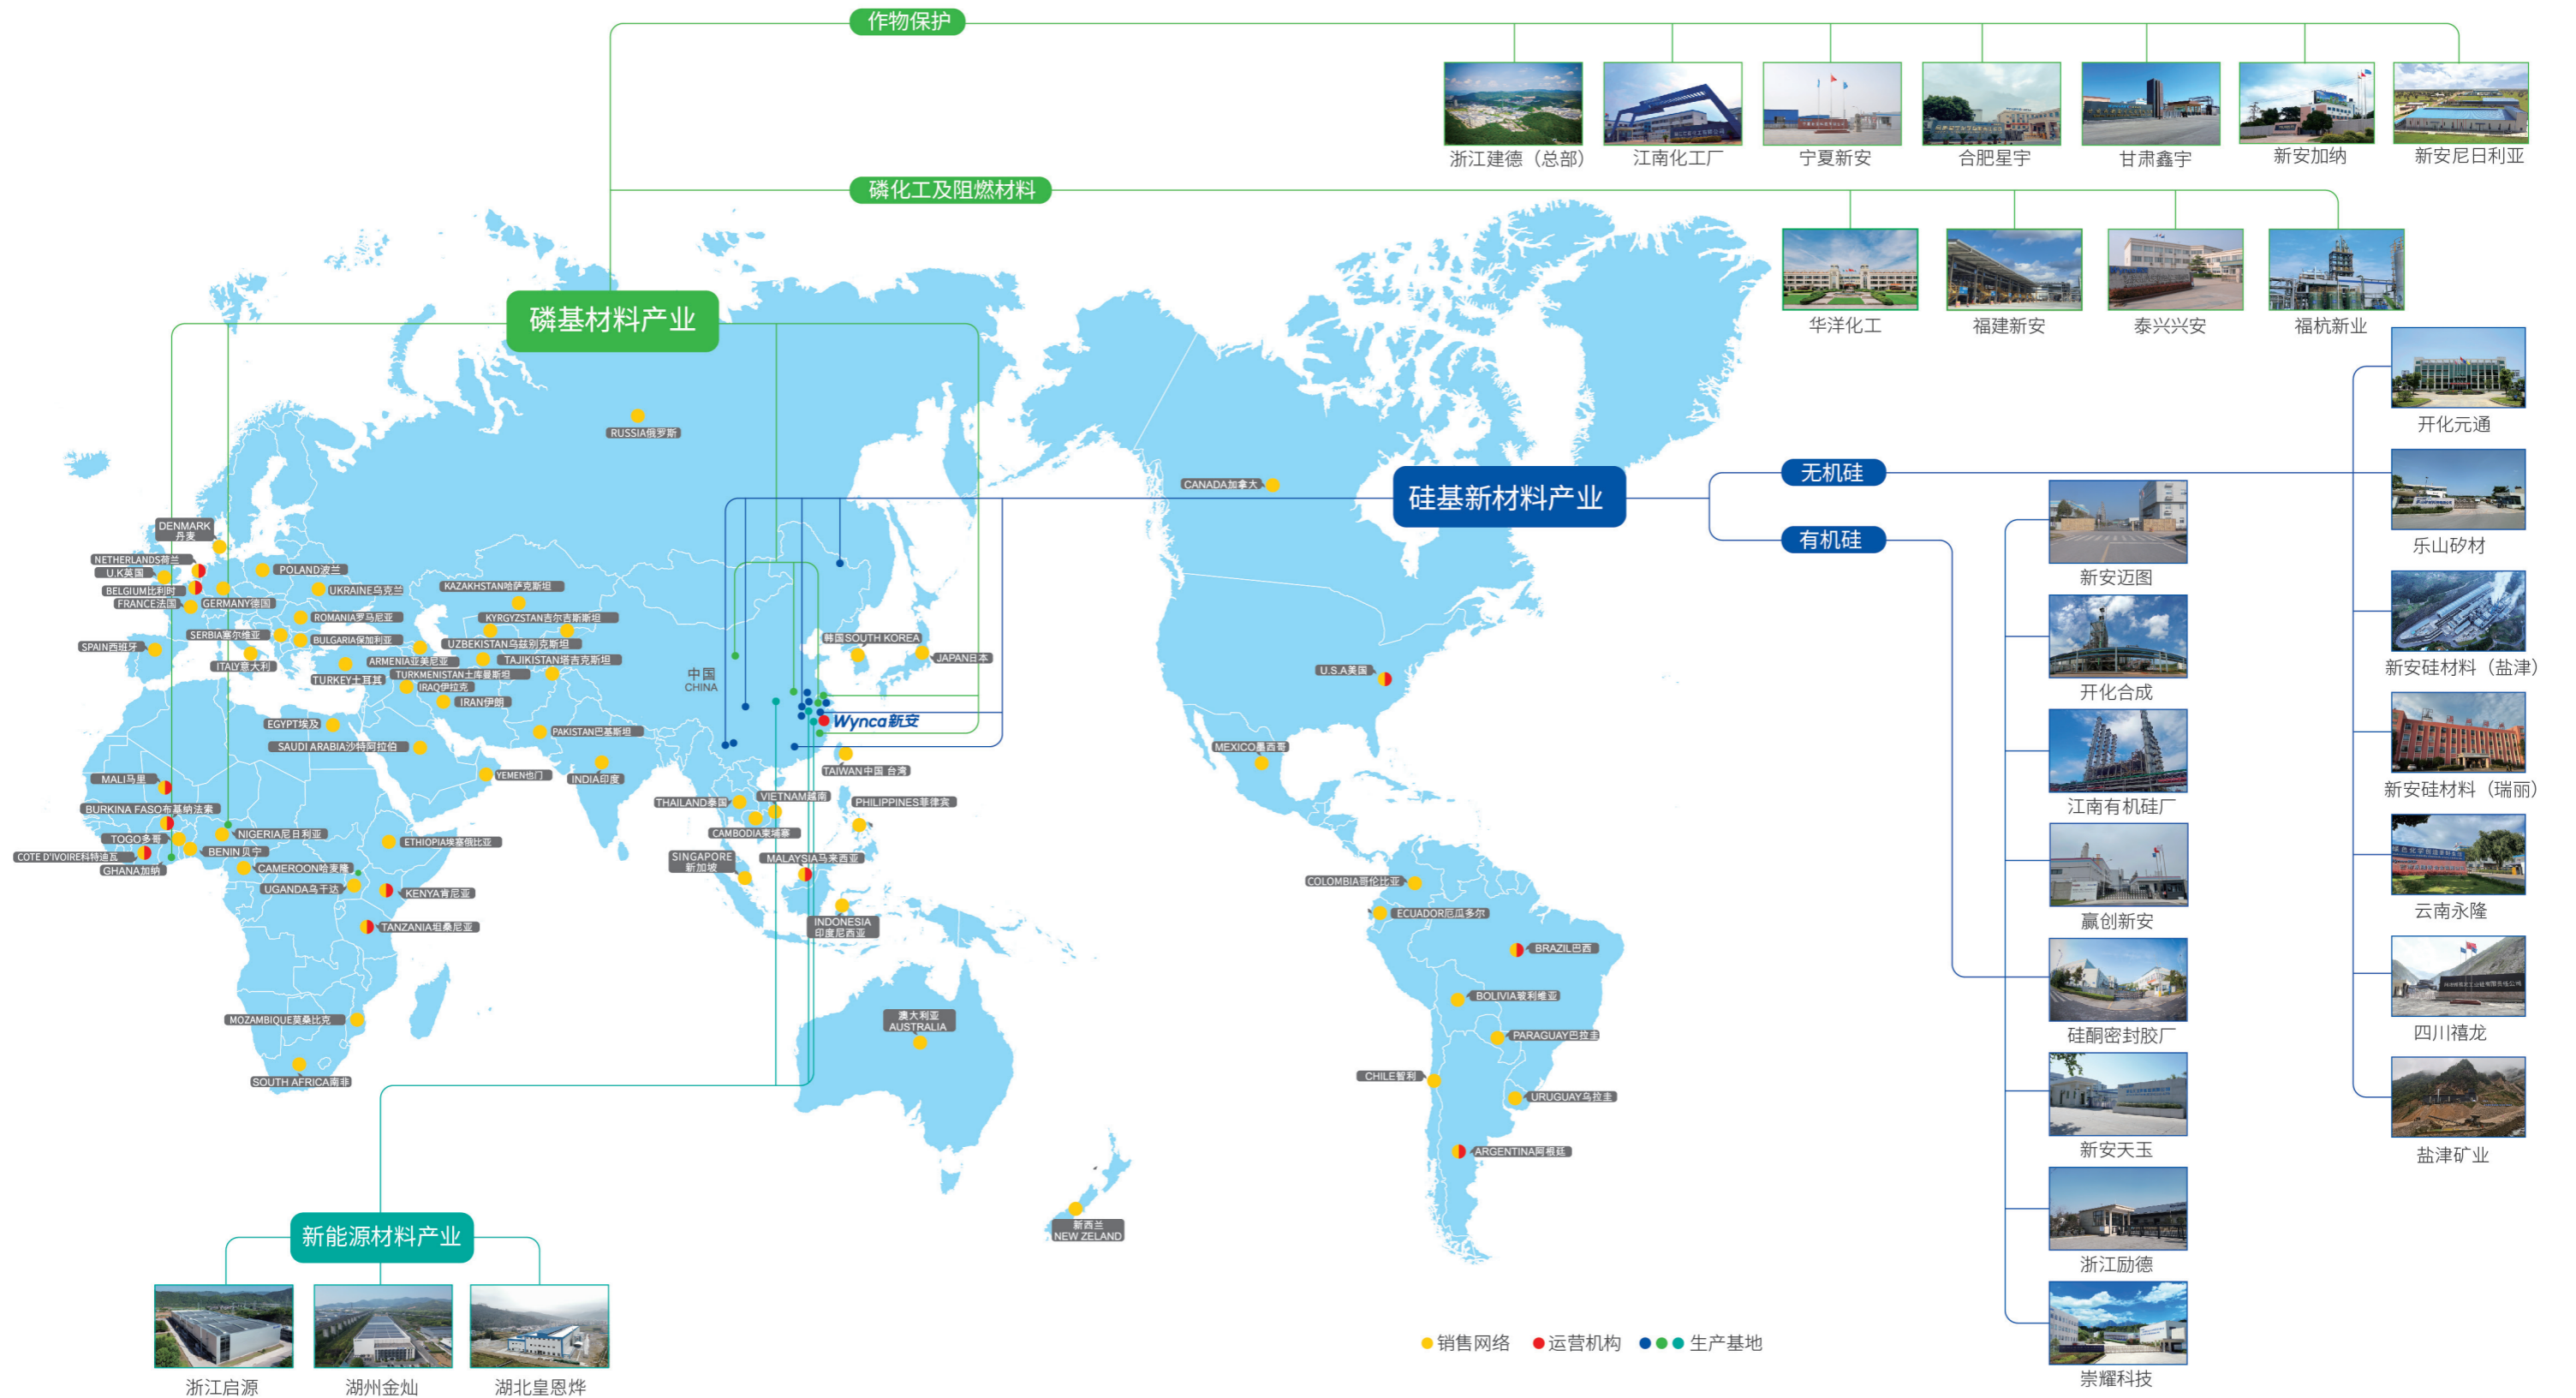 作物保护
浙江建德（总部）
江南化工厂
宁夏新安
合肥星宇
甘肃鑫宇
新安加纳
新安尼日利亚
磷化工及阻燃材料
华洋化工
福建新安
泰兴兴安
福杭新业
磷基材料产业
硅基新材料产业
无机硅
开化元通
乐山矽材
新安硅材料（盐津）
新安硅材料（瑞丽）
云南永隆
四川禧龙
盐津矿业
有机硅
新安迈图
开化合成
江南有机硅厂
赢创新安
硅酮密封胶厂
新安天玉
浙江励德
崇耀科技
RUSSIA俄罗斯
CANADA加拿大
DENMARK
丹麦
NETHERLANDS荷兰
U.K英国
BELGIUM比利时
FRANCE法国
GERMANY德国
POLAND波兰
UKRAINE乌克兰
ROMANIA罗马尼亚
SERBIA塞尔维亚
BULGARIA保加利亚
SPAIN西班牙
ITALY意大利
TURKEY土耳其
ARMENIA亚美尼亚
KAZAKHSTAN哈萨克斯坦
KYRGYZSTAN吉尔吉斯斯坦
UZBEKISTAN乌兹别克斯坦
TAJIKISTAN塔吉克斯坦
TURKMENISTAN土库曼斯坦
IRAQ伊拉克
IRAN伊朗
EGYPT埃及
SAUDI ARABIA沙特阿拉伯
PAKISTAN巴基斯坦
YEMEN也门
INDIA印度
中国
CHINA
韩国SOUTH KOREA
JAPAN日本
Wynca新安
TAIWAN中国 台湾
THAILAND泰国
VIETNAM越南
PHILIPPINES菲律宾
CAMBODIA柬埔寨
SINGAPORE
新加坡
MALAYSIA马来西亚
INDONESIA
印度尼西亚
MALI马里
BURKINA FASO布基纳法索
TOGO多哥
NIGERIA尼日利亚
COTE D'IVOIRE科特迪瓦
BENIN贝宁
GHANA加纳
CAMEROON哈麦隆
ETHIOPIA埃塞俄比亚
UGANDA乌干达
KENYA肯尼亚
TANZANIA坦桑尼亚
MOZAMBIQUE莫桑比克
SOUTH AFRICA南非
澳大利亚
AUSTRALIA
新西兰
NEW ZELAND
U.S.A美国
MEXICO墨西哥
COLOMBIA哥伦比亚
ECUADOR厄瓜多尔
BRAZIL巴西
BOLIVIA玻利维亚
PARAGUAY巴拉圭
CHILE智利
URUGUAY乌拉圭
ARGENTINA阿根廷
新能源材料产业
浙江启源
湖州金灿
湖北皇恩烨
销售网络
运营机构
生产基地